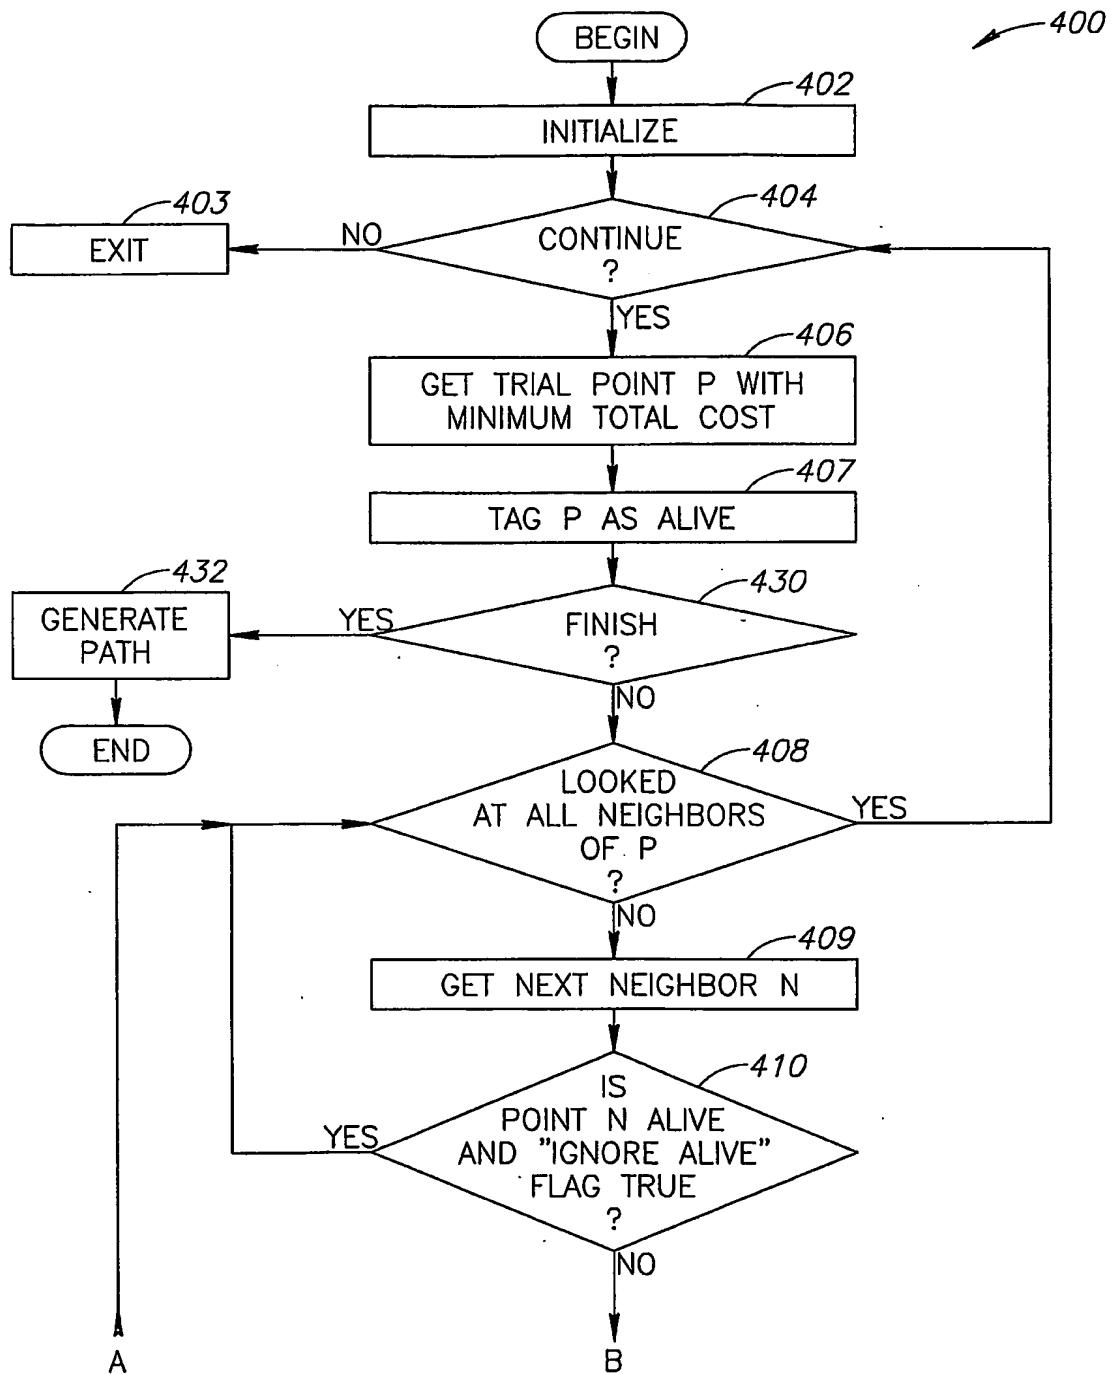 BEGIN
400
402
INITIALIZE
403
EXIT
NO
404
CONTINUE
?
YES
406
GET TRIAL POINT P WITH
MINIMUM TOTAL COST
407
TAG P AS ALIVE
432
GENERATE
PATH
YES
430
FINISH
?
NO
END
408
LOOKED
AT ALL NEIGHBORS
OF P
?
YES
NO
409
GET NEXT NEIGHBOR N
410
IS
POINT N ALIVE
AND "IGNORE ALIVE"
FLAG TRUE
?
YES
NO
A
B